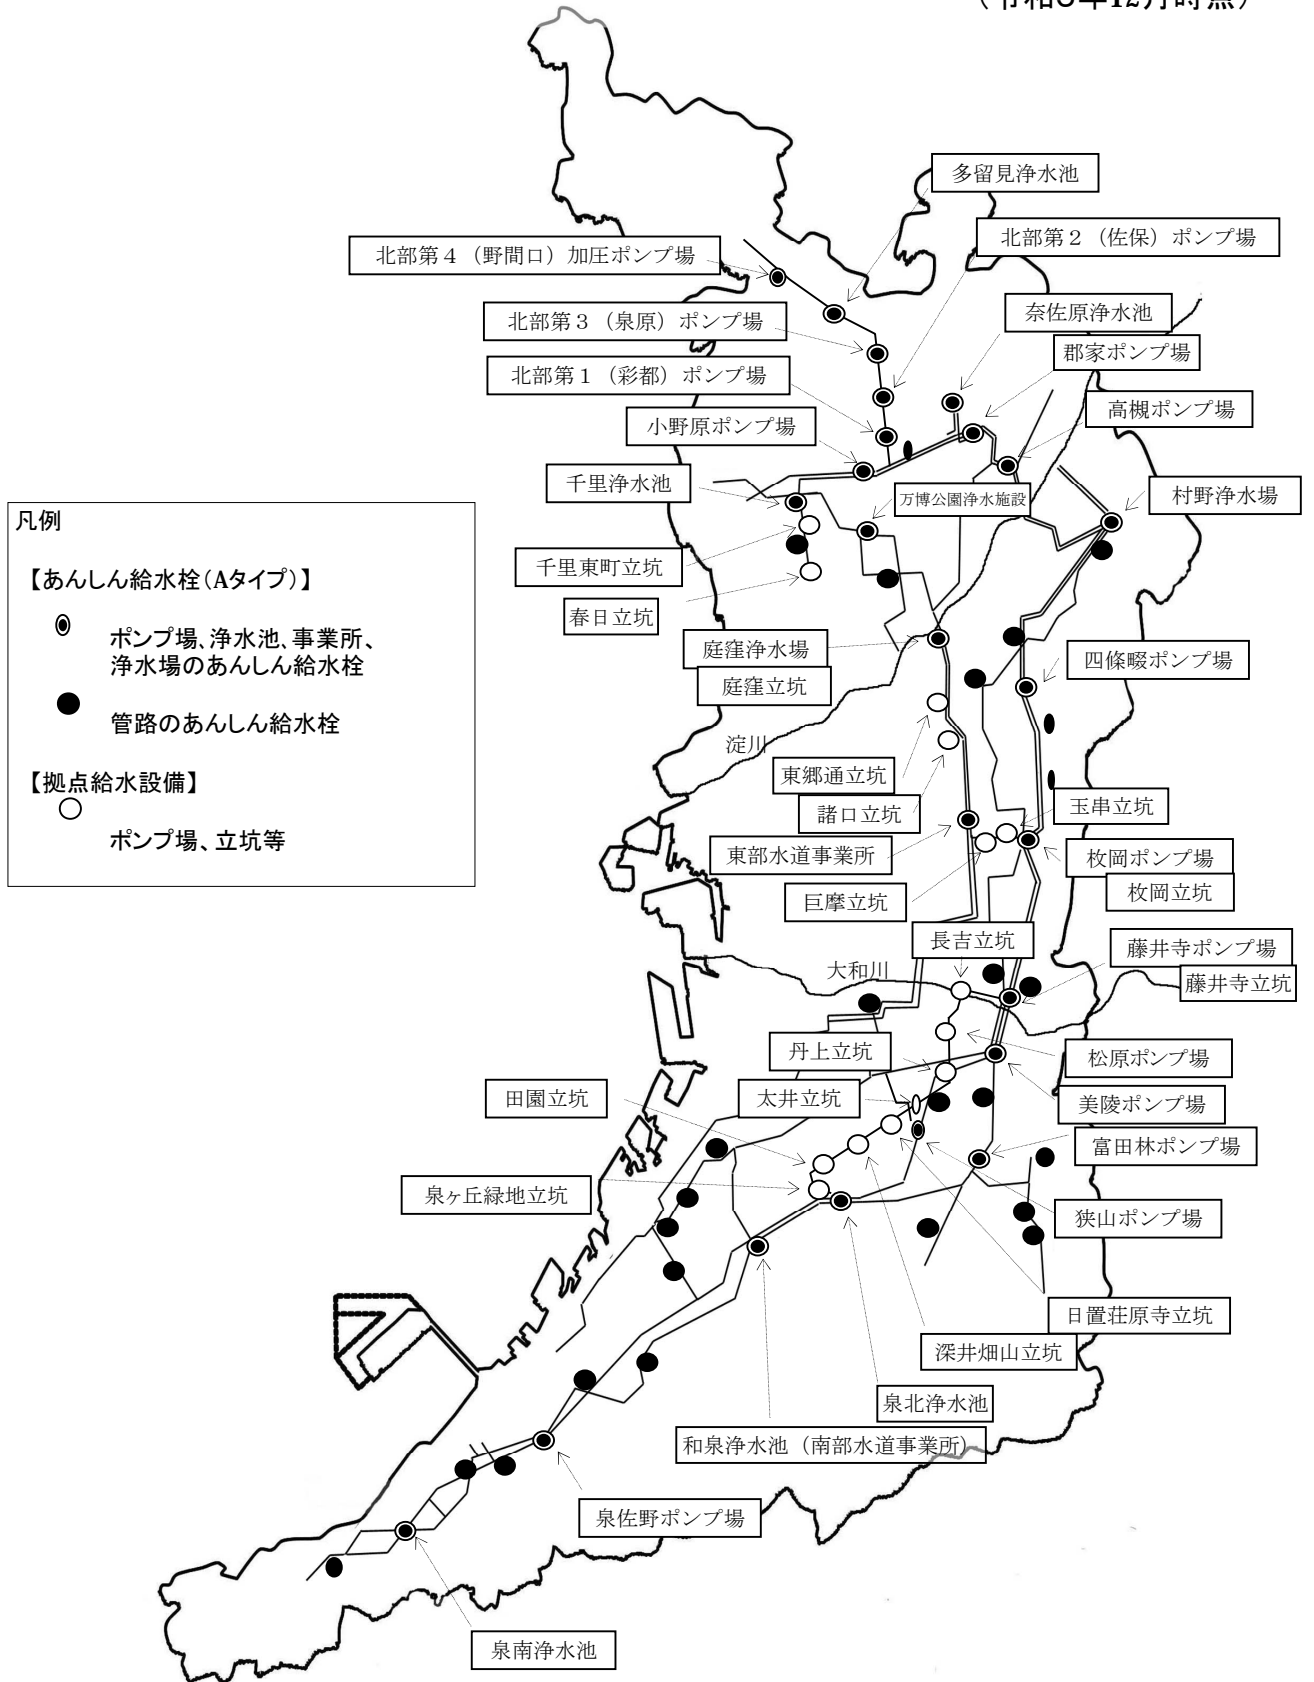 （令和5年12月時点）
多留見浄水池
北部第２（佐保）ポンプ場
北部第４（野間口）加圧ポンプ場
奈佐原浄水池
北部第３（泉原）ポンプ場
郡家ポンプ場
北部第１（彩都）ポンプ場
高槻ポンプ場
小野原ポンプ場
千里浄水池
万博公園浄水施設
村野浄水場
凡例
【あんしん給水栓（Aタイプ）】
ポンプ場、浄水池、事業所、
浄水場のあんしん給水栓
管路のあんしん給水栓
【拠点給水設備】
ポンプ場、立坑等
千里東町立坑
春日立坑
庭窪浄水場
庭窪立坑
四條畷ポンプ場
淀川
東郷通立坑
諸口立坑
玉串立坑
東部水道事業所
枚岡ポンプ場
枚岡立坑
巨摩立坑
長吉立坑
藤井寺ポンプ場
藤井寺立坑
大和川
丹上立坑
松原ポンプ場
田園立坑
太井立坑
美陵ポンプ場
富田林ポンプ場
泉ヶ丘緑地立坑
狭山ポンプ場
日置荘原寺立坑
深井畑山立坑
泉北浄水池
和泉浄水池（南部水道事業所）
泉佐野ポンプ場
泉南浄水池